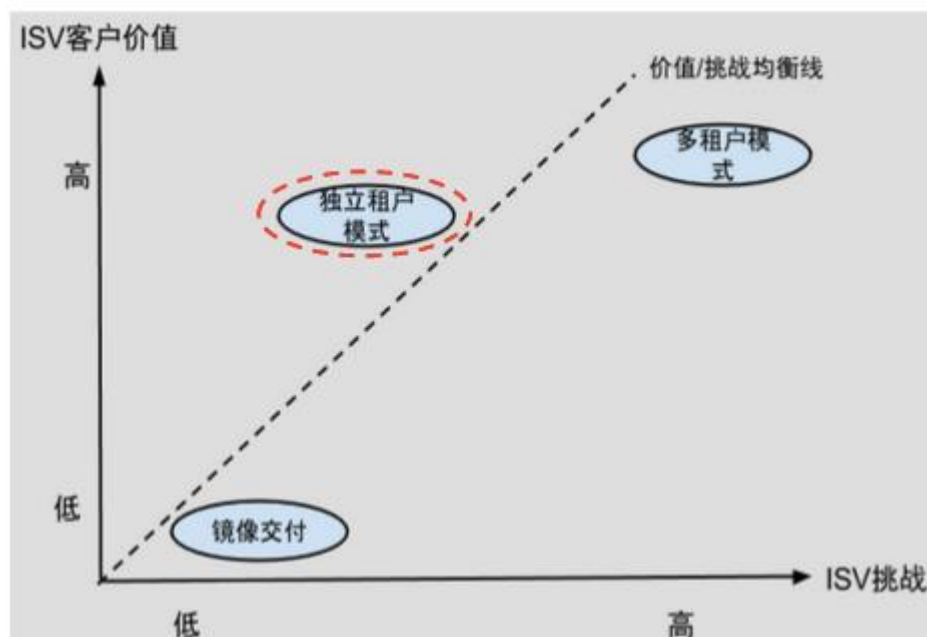 ISV客户价值
价值/挑战均衡线
多租户模
式
高
独立租户
模式
低
镜像交付
ISV挑战
低
高